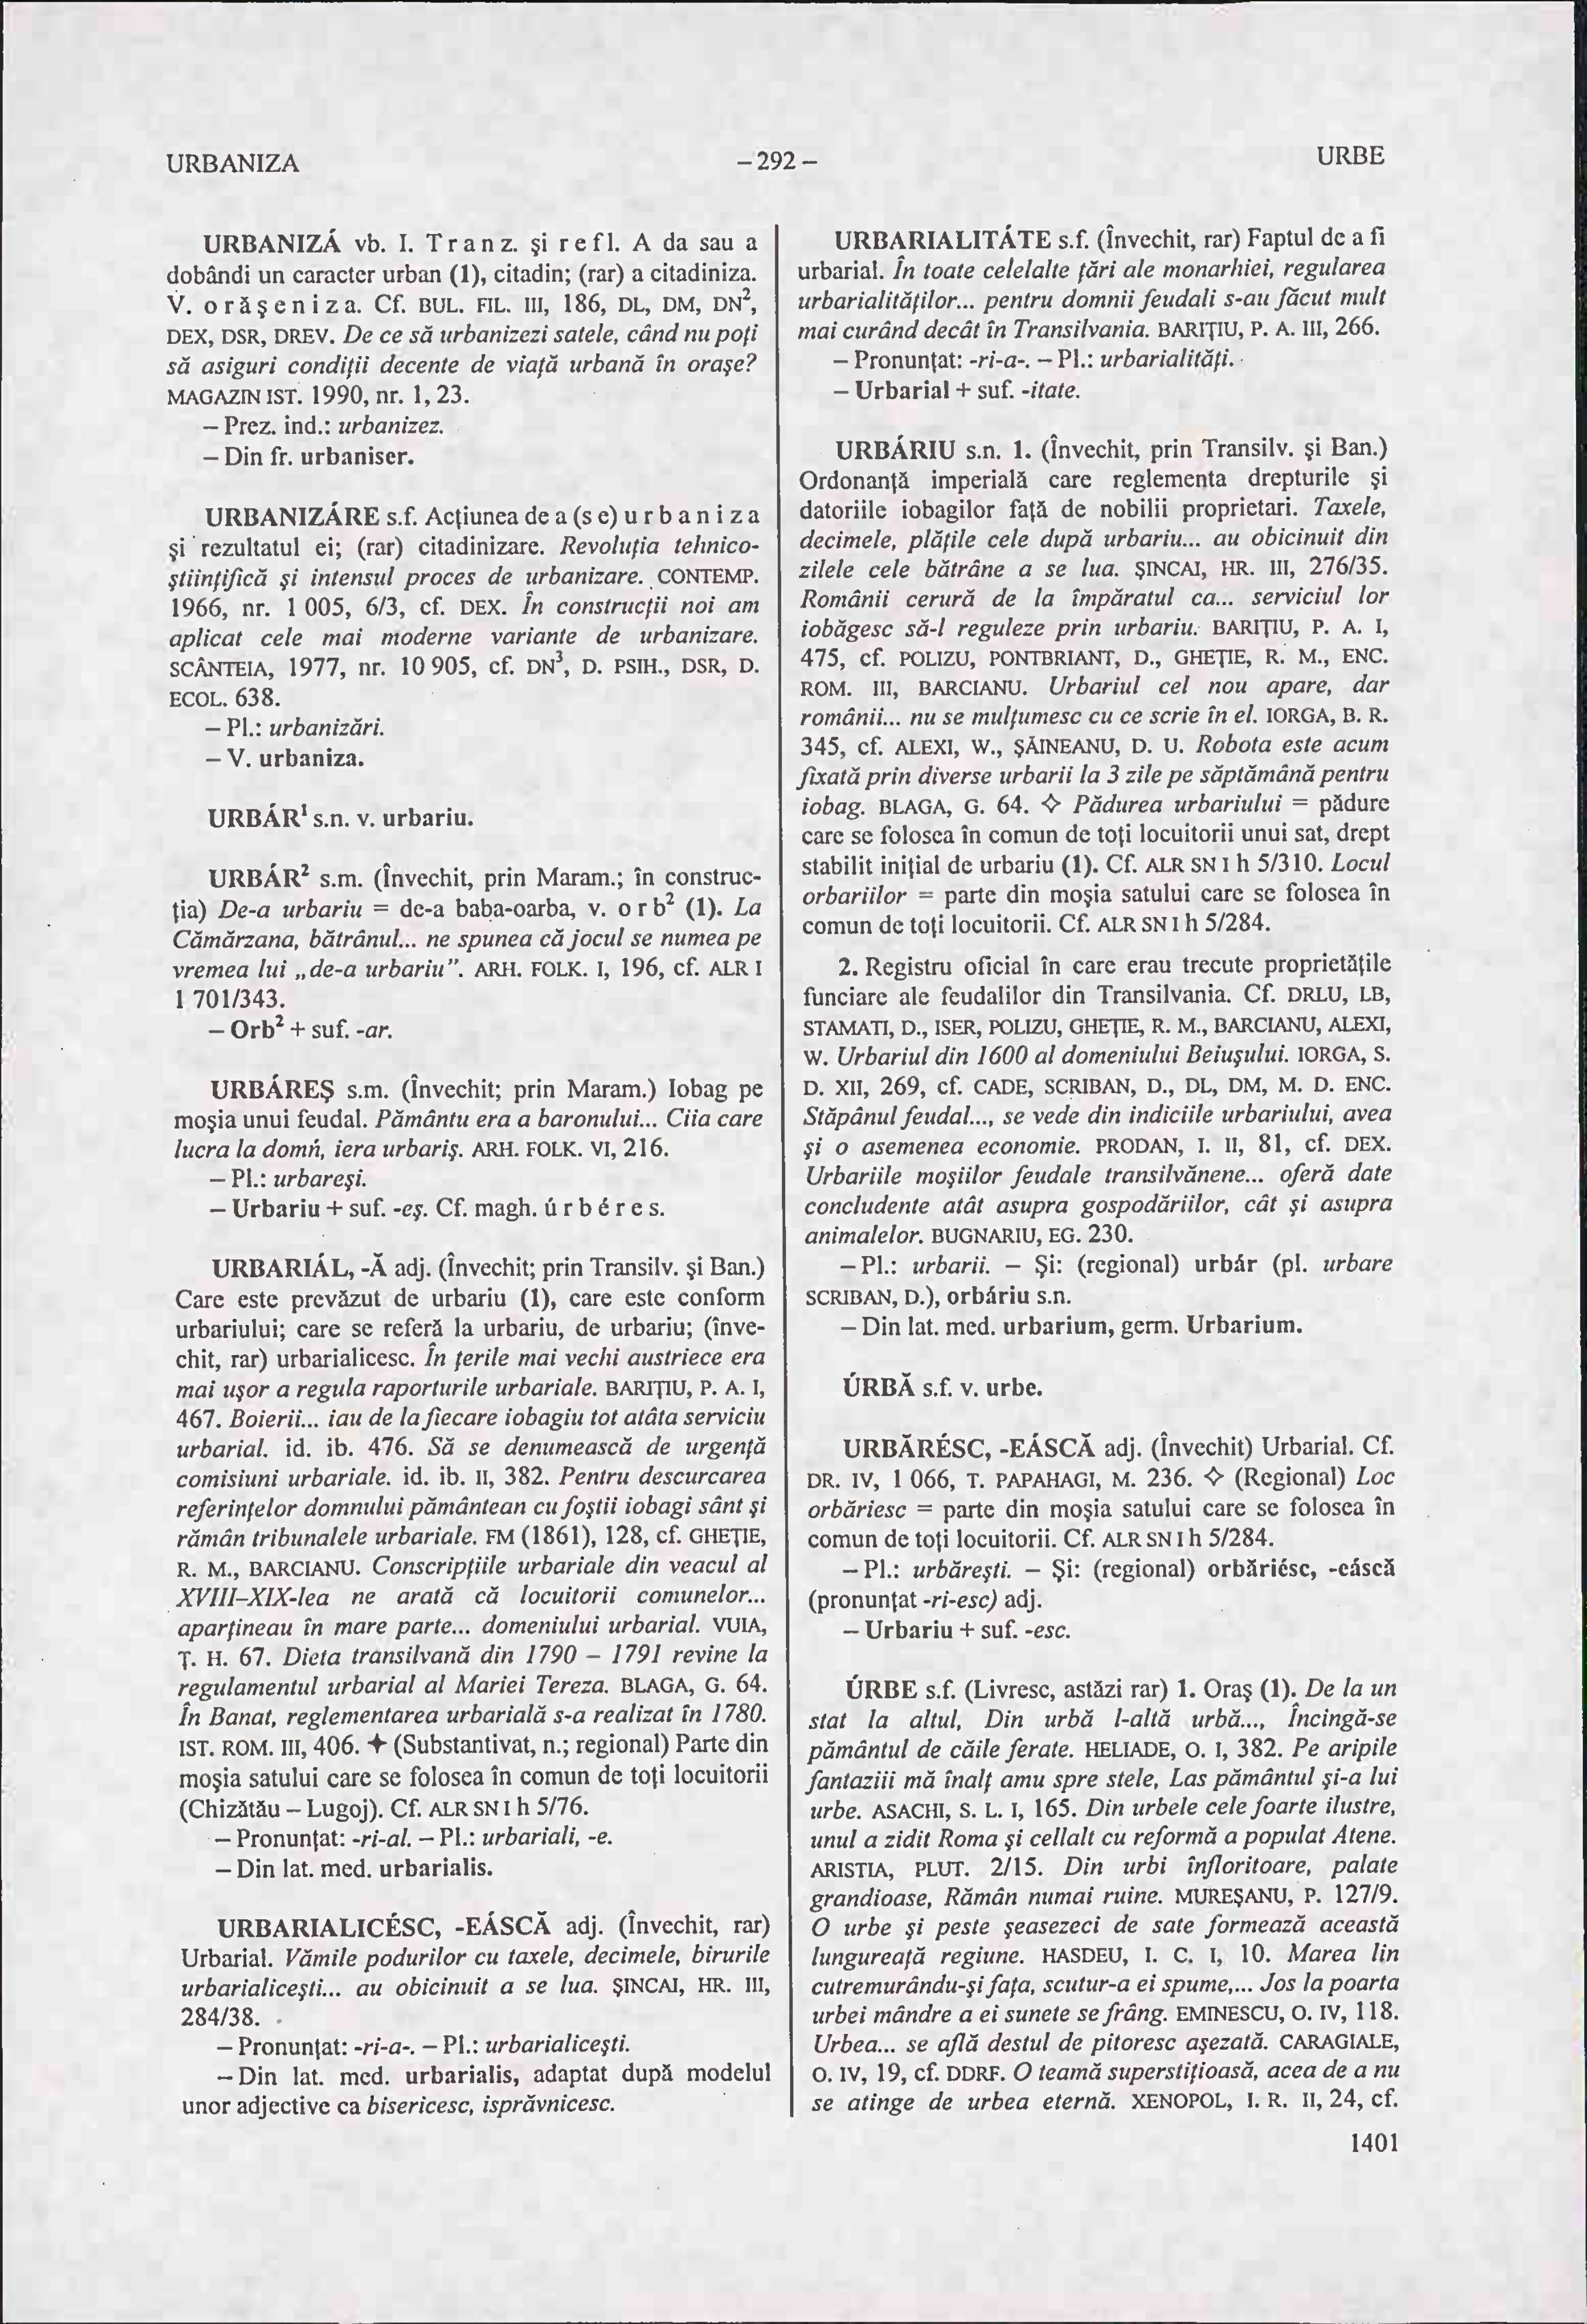 URBANIZA
– 292 –
URBE
URBANIZÁ vb. I. Tranz. şi refl. A da sau a
dobândi un caracter urban (1), citadin; (rar) a citadiniza.
V. orăşeniza. Cf. BUL. FIL. III, 186, DL, DM, DN², 
DEX, DSR, DREV. De ce să urbanizezi satele, când nu poţi
să asiguri condiţii decente de viaţă urbană în oraşe?
MAGAZIN IST. 1990, nr. 1, 23.
– Prez. ind.: urbanizez.
– Din fr. urbaniser.
URBANIZÁRE s.f. Acţiunea de a (se) urbaniza
şi rezultatul ei; (rar) citadinizare. Revoluţia tehnico-
ştiinţifică şi intensul proces de urbanizare. CONTEMP.
1966, nr. 1 005, 6/3, cf. DEX. În construcţii noi am
aplicat cele mai moderne variante de urbanizare.
SCÂNTEIA, 1977, nr. 10 905, cf. DN³, D. PSIH., DSR, D.
ECOL. 638.
– Pl.: urbanizări.
– V. urbaniza.
URBÁR¹ s.n. v. urbariu.
URBÁR² s.m. (Învechit, prin Maram.; în construc-
ţia) De-a urbariu = de-a baba-oarba, v. orb² (1). La
Cămărzana, bătrânul... ne spunea că jocul se numea pe
vremea lui „de-a urbariu”. ARH. FOLK. I, 196, cf. ALR I
1 701/343.
– Orb² + suf. -ar.
URBÁREŞ s.m. (Învechit; prin Maram.) Iobag pe
moşia unui feudal. Pământu era a baronului... Ciia care
lucra la domń, iera urbariş. ARH. FOLK. VI, 216.
– Pl.: urbareşi.
– Urbariu + suf. -eş. Cf. magh. úrbéres.
URBARIÁL, -Ă adj. (Învechit; prin Transilv. şi Ban.)
Care este prevăzut de urbariu (1), care este conform
urbariului; care se referă la urbariu, de urbariu; (înve-
chit, rar) urbarialicesc. În ţerile mai vechi austriece era
mai uşor a regula raporturile urbariale. BARIŢIU, P. A. I,
467. Boierii... iau de la fiecare iobagiu tot atâta serviciu
urbarial. id. ib. 476. Să se denumească de urgenţă
comisiuni urbariale. id. ib. II, 382. Pentru descurcarea
referinţelor domnului pământean cu foştii iobagi sânt şi
rămân tribunalele urbariale. FM (1861), 128, cf. GHEŢIE,
R. M., BARCIANU. Conscripţiile urbariale din veacul al
XVIII–XIX-lea ne arată că locuitorii comunelor...
aparţineau în mare parte... domeniului urbarial. VUIA,
Ţ. H. 67. Dieta transilvană din 1790 – 1791 revine la
regulamentul urbarial al Mariei Tereza. BLAGA, G. 64.
În Banat, reglementarea urbarială s-a realizat în 1780.
IST. ROM. III, 406. ✦ (Substantivat, n.; regional) Parte din
moşia satului care se folosea în comun de toţi locuitorii
(Chizătău – Lugoj). Cf. ALR SN I h 5/76.
– Pronunţat: -ri-al. – Pl.: urbariali, -e.
– Din lat. med. urbarialis.
URBARIALICÉSC, -EÁSCĂ adj. (Învechit, rar)
Urbarial. Vămile podurilor cu taxele, decimele, birurile
urbarialiceşti... au obicinuit a se lua. ŞINCAI, HR. III,
284/38.
– Pronunţat: -ri-a-. – Pl.: urbarialiceşti.
– Din lat. med. urbarialis, adaptat după modelul
unor adjective ca bisericesc, isprăvnicesc.
URBARIALITÁTE s.f. (Învechit, rar) Faptul de a fi
urbarial. În toate celelalte ţări ale monarhiei, regularea
urbarialităţilor... pentru domnii feudali s-au făcut mult
mai curând decât în Transilvania. BARIŢIU, P. A. III, 266.
– Pronunţat: -ri-a-. – Pl.: urbarialităţi.
– Urbarial + suf. -itate.
URBÁRIU s.n. 1. (Învechit, prin Transilv. şi Ban.)
Ordonanţă imperială care reglementa drepturile şi
datoriile iobagilor faţă de nobilii proprietari. Taxele,
decimele, plăţile cele după urbariu... au obicinuit din
zilele cele bătrâne a se lua. ŞINCAI, HR. III, 276/35.
Românii cerură de la împăratul ca... serviciul lor
iobăgesc să-l reguleze prin urbariu. BARIŢIU, P. A. I,
475, cf. POLIZU, PONTBRIANT, D., GHEŢIE, R. M., ENC.
ROM. III, BARCIANU. Urbariul cel nou apare, dar
românii... nu se mulţumesc cu ce scrie în el. IORGA, B. R.
345, cf. ALEXI, W., ŞĂINEANU, D. U. Robota este acum
fixată prin diverse urbarii la 3 zile pe săptămână pentru
iobag. BLAGA, G. 64. ✧ Pădurea urbariului = pădure
care se folosea în comun de toţi locuitorii unui sat, drept
stabilit iniţial de urbariu (1). Cf. ALR SN I h 5/310. Locul
orbariilor = parte din moşia satului care se folosea în
comun de toţi locuitorii. Cf. ALR SN I h 5/284.
2. Registru oficial în care erau trecute proprietăţile
funciare ale feudalilor din Transilvania. Cf. DRLU, LB,
STAMATI, D., ISER, POLIZU, GHEŢIE, R. M., BARCIANU, ALEXI,
W. Urbariul din 1600 al domeniului Beiuşului. IORGA, S.
D. XII, 269, cf. CADE, SCRIBAN, D., DL, DM, M. D. ENC.
Stăpânul feudal..., se vede din indiciile urbariului, avea
şi o asemenea economie. PRODAN, I. II, 81, cf. DEX.
Urbariile moşiilor feudale transilvănene... oferă date
concludente atât asupra gospodăriilor, cât şi asupra
animalelor. BUGNARIU, EG. 230.
– Pl.: urbarii. – Şi: (regional) urbár (pl. urbare
SCRIBAN, D.), orbáriu s.n.
– Din lat. med. urbarium, germ. Urbarium.
ÚRBĂ s.f. v. urbe.
URBĂRÉSC, -EÁSCĂ adj. (Învechit) Urbarial. Cf.
DR. IV, 1 066, T. PAPAHAGI, M. 236. ✧ (Regional) Loc
orbăriesc = parte din moşia satului care se folosea în
comun de toţi locuitorii. Cf. ALR SN I h 5/284.
– Pl.: urbăreşti. – Şi: (regional) orbăriésc, -eáscă
(pronunţat -ri-esc) adj.
– Urbariu + suf. -esc.
ÚRBE s.f. (Livresc, astăzi rar) 1. Oraş (1). De la un
stat la altul, Din urbă l-altă urbă..., Încingă-se
pământul de căile ferate. HELIADE, O. I, 382. Pe aripile
fantaziii mă înalţ amu spre stele, Las pământul şi-a lui
urbe. ASACHI, S. L. I, 165. Din urbele cele foarte ilustre,
unul a zidit Roma şi cellalt cu reformă a populat Atene.
ARISTIA, PLUT. 2/15. Din urbi înfloritoare, palate
grandioase, Rămân numai ruine. MUREŞANU, P. 127/9.
O urbe şi peste şeasezeci de sate formează această
lungureaţă regiune. HASDEU, I. C. I, 10. Marea lin
cutremurându-şi faţa, scutur-a ei spume,... Jos la poarta
urbei mândre a ei sunete se frâng. EMINESCU, O. IV, 118.
Urbea... se află destul de pitoresc aşezată. CARAGIALE,
O. IV, 19, cf. DDRF. O teamă superstiţioasă, acea de a nu
se atinge de urbea eternă. XENOPOL, I. R. II, 24, cf.
1401